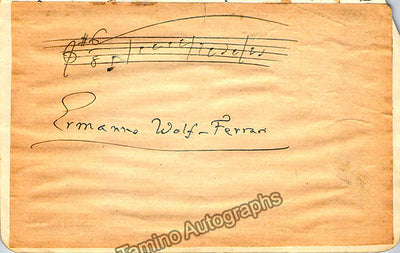 Ermanno Wolf-Ferrari
Tamino Autographs